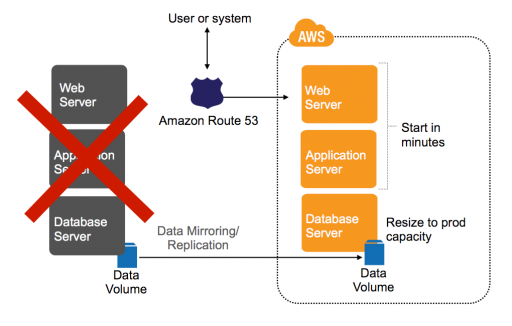 User or system
AWS
Web
Server
Amazon Route 53
Web
Server
Start in
minutes
Application
Server
Application
Server
Database
Server
Data Mirroring/
Replication
Database
Server
Resize to prod
capacity
Data
Volume
Data
Volume